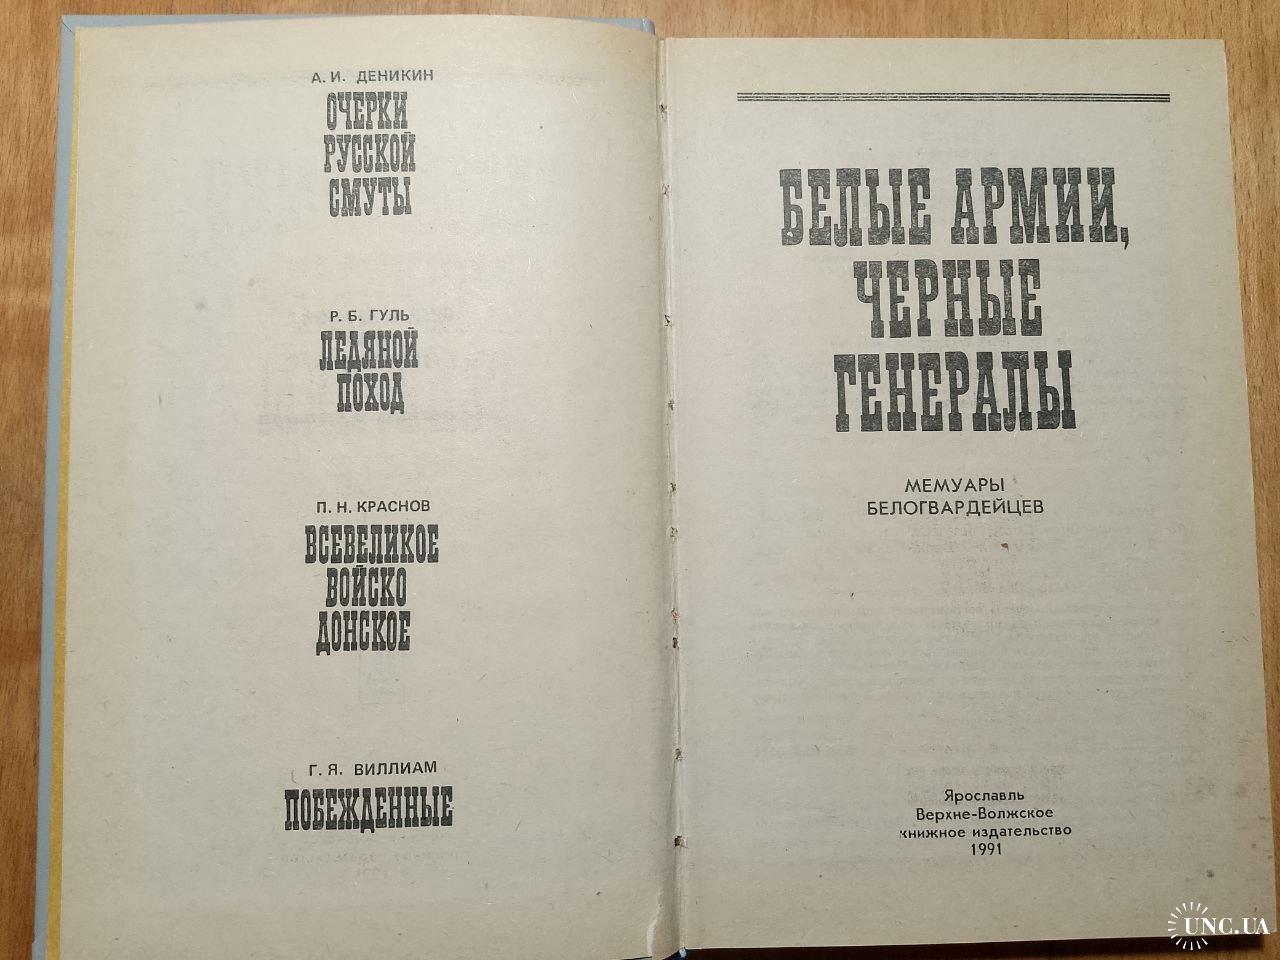 А. И. ДЕНИКИН
ОЧЕРКИ
РУССКОЙ
СМУТЫ
Р. Б. ГУЛЬ
ЛЕДЯНОЙ
ПОХОД
П. Н. КРАСНОВ
ВСЕВЕЛИКОЕ
ВОЙСКО
ДОНСКОЕ
Г. Я. ВИЛЛИАМ
ПОБЕЖДЕННЫЕ
БЕЛЫЕ АРМИИ,
ЧЕРНЫЕ
ГЕНЕРАЛЫ
МЕМУАРЫ
БЕЛОГВАРДЕЙЦЕВ
Ярославль
Верхне-Волжское
книжное издательство
1991
UNC.UA